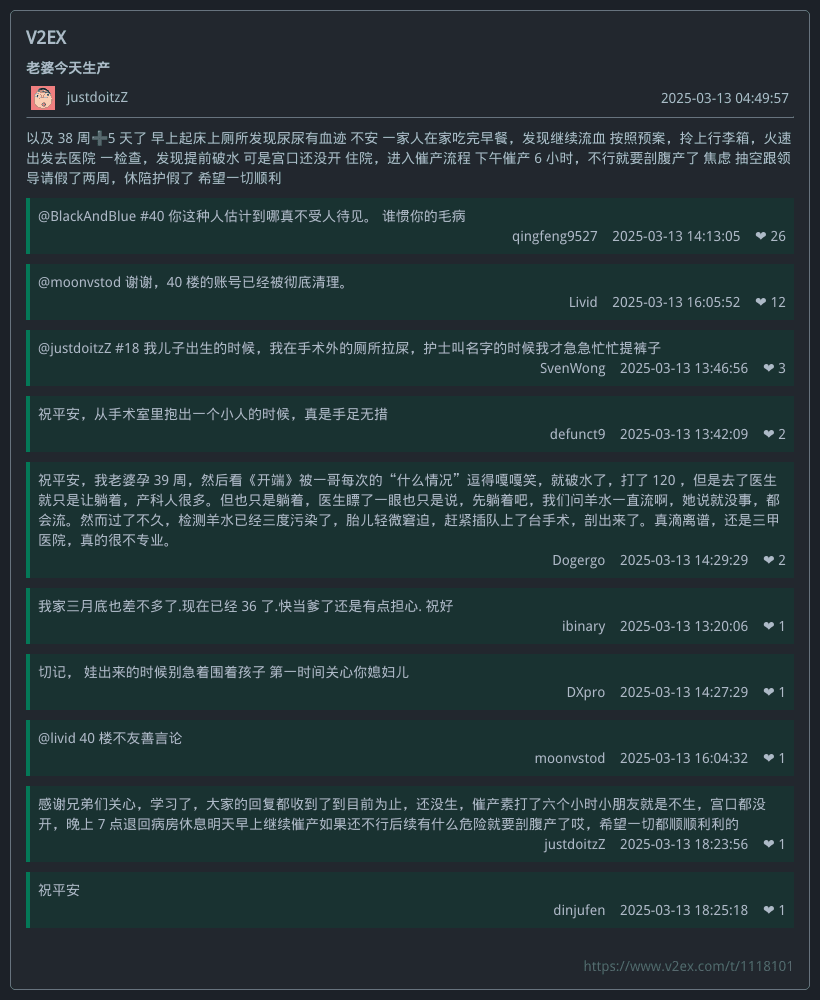 V2EX
老婆今天生产
justdoitzZ
2025-03-13 04:49:57
以及 38 周➕5 天了 早上起床上厕所发现尿尿有血迹 不安 一家人在家吃完早餐，发现继续流血 按照预案，拎上行李箱，火速
出发去医院 一检查，发现提前破水 可是宫口还没开 住院，进入催产流程 下午催产 6 小时，不行就要剖腹产了 焦虑 抽空跟领
导请假了两周，休陪护假了 希望一切顺利
@BlackAndBlue #40 你这种人估计到哪真不受人待见。 谁惯你的毛病
qingfeng9527 2025-03-13 14:13:05 ❤ 26
@moonvstod 谢谢，40 楼的账号已经被彻底清理。
Livid 2025-03-13 16:05:52 ❤ 12
@justdoitzZ #18 我儿子出生的时候，我在手术外的厕所拉屎，护士叫名字的时候我才急急忙忙提裤子
SvenWong 2025-03-13 13:46:56 ❤ 3
祝平安，从手术室里抱出一个小人的时候，真是手足无措
defunct9 2025-03-13 13:42:09 ❤ 2
祝平安，我老婆孕 39 周，然后看《开端》被一哥每次的“什么情况”逗得嘎嘎笑，就破水了，打了 120 ，但是去了医生
就只是让躺着，产科人很多。但也只是躺着，医生瞟了一眼也只是说，先躺着吧，我们问羊水一直流啊，她说就没事，都
会流。然而过了不久，检测羊水已经三度污染了，胎儿轻微窘迫，赶紧插队上了台手术，剖出来了。真滴离谱，还是三甲
医院，真的很不专业。
Dogergo 2025-03-13 14:29:29 ❤ 2
我家三月底也差不多了.现在已经 36 了.快当爹了还是有点担心. 祝好
ibinary 2025-03-13 13:20:06 ❤ 1
切记， 娃出来的时候别急着围着孩子 第一时间关心你媳妇儿
DXpro 2025-03-13 14:27:29 ❤ 1
@livid 40 楼不友善言论
moonvstod 2025-03-13 16:04:32 ❤ 1
感谢兄弟们关心，学习了，大家的回复都收到了到目前为止，还没生，催产素打了六个小时小朋友就是不生，宫口都没
开，晚上 7 点退回病房休息明天早上继续催产如果还不行后续有什么危险就要剖腹产了哎，希望一切都顺顺利利的
justdoitzZ 2025-03-13 18:23:56 ❤ 1
祝平安
dinjufen 2025-03-13 18:25:18 ❤ 1
https://www.v2ex.com/t/1118101